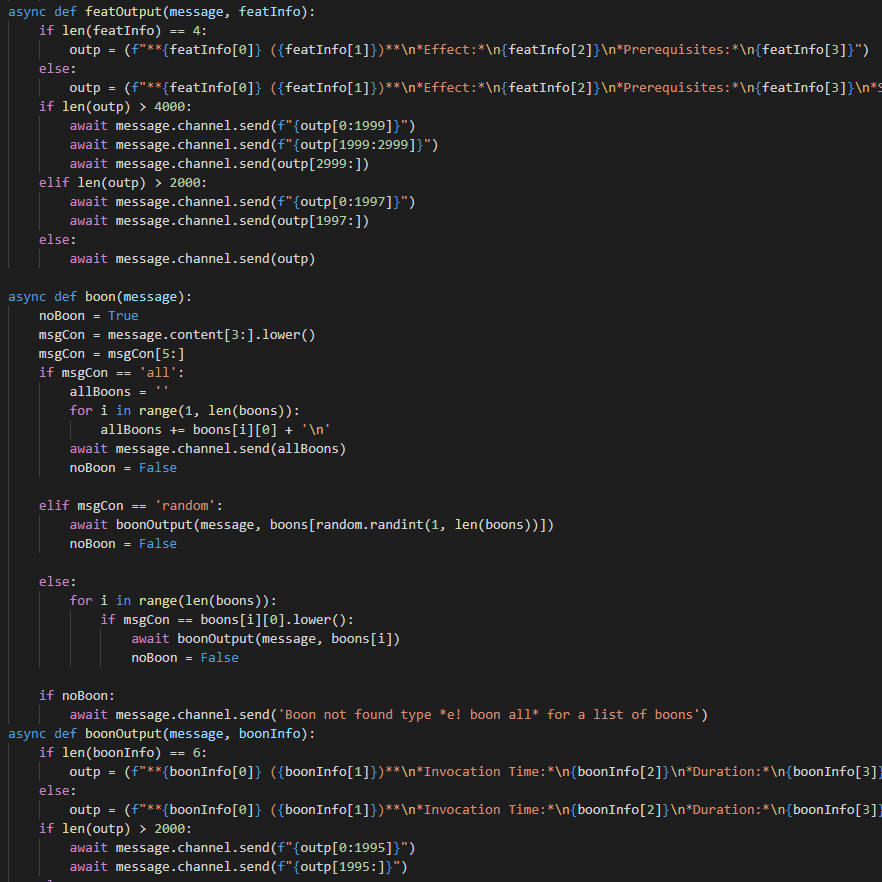 async def featOutput(message, featInfo):
    if len(featInfo) == 4:
        outp = (f"**{featInfo[0]} ({featInfo[1]})**\n*Effect:*\n{featInfo[2]}\n*Prerequisites:*\n{featInfo[3]}")
    else:
        outp = (f"**{featInfo[0]} ({featInfo[1]})**\n*Effect:*\n{featInfo[2]}\n*Prerequisites:*\n{featInfo[3]}\n*S
    if len(outp) > 4000:
        await message.channel.send(f"{outp[0:1999]}")
        await message.channel.send(f"{outp[1999:2999]}")
        await message.channel.send(outp[2999:])
    elif len(outp) > 2000:
        await message.channel.send(f"{outp[0:1997]}")
        await message.channel.send(outp[1997:])
    else:
        await message.channel.send(outp)
async def boon(message):
    noBoon = True
    msgCon = message.content[3:].lower()
    msgCon = msgCon[5:]
    if msgCon == 'all':
        allBoons = ''
        for i in range(1, len(boons)):
            allBoons += boons[i][0] + '\n'
        await message.channel.send(allBoons)
        noBoon = False
    elif msgCon == 'random':
        await boonOutput(message, boons[random.randint(1, len(boons))])
        noBoon = False
    else:
        for i in range(len(boons)):
            if msgCon == boons[i][0].lower():
                await boonOutput(message, boons[i])
                noBoon = False
    if noBoon:
        await message.channel.send('Boon not found type *e! boon all* for a list of boons')
async def boonOutput(message, boonInfo):
    if len(boonInfo) == 6:
        outp = (f"**{boonInfo[0]} ({boonInfo[1]})**\n*Invocation Time:*\n{boonInfo[2]}\n*Duration:*\n{boonInfo[3]}
    else:
        outp = (f"**{boonInfo[0]} ({boonInfo[1]})**\n*Invocation Time:*\n{boonInfo[2]}\n*Duration:*\n{boonInfo[3]}
    if len(outp) > 2000:
        await message.channel.send(f"{outp[0:1995]}")
        await message.channel.send(f"{outp[1995:]}")